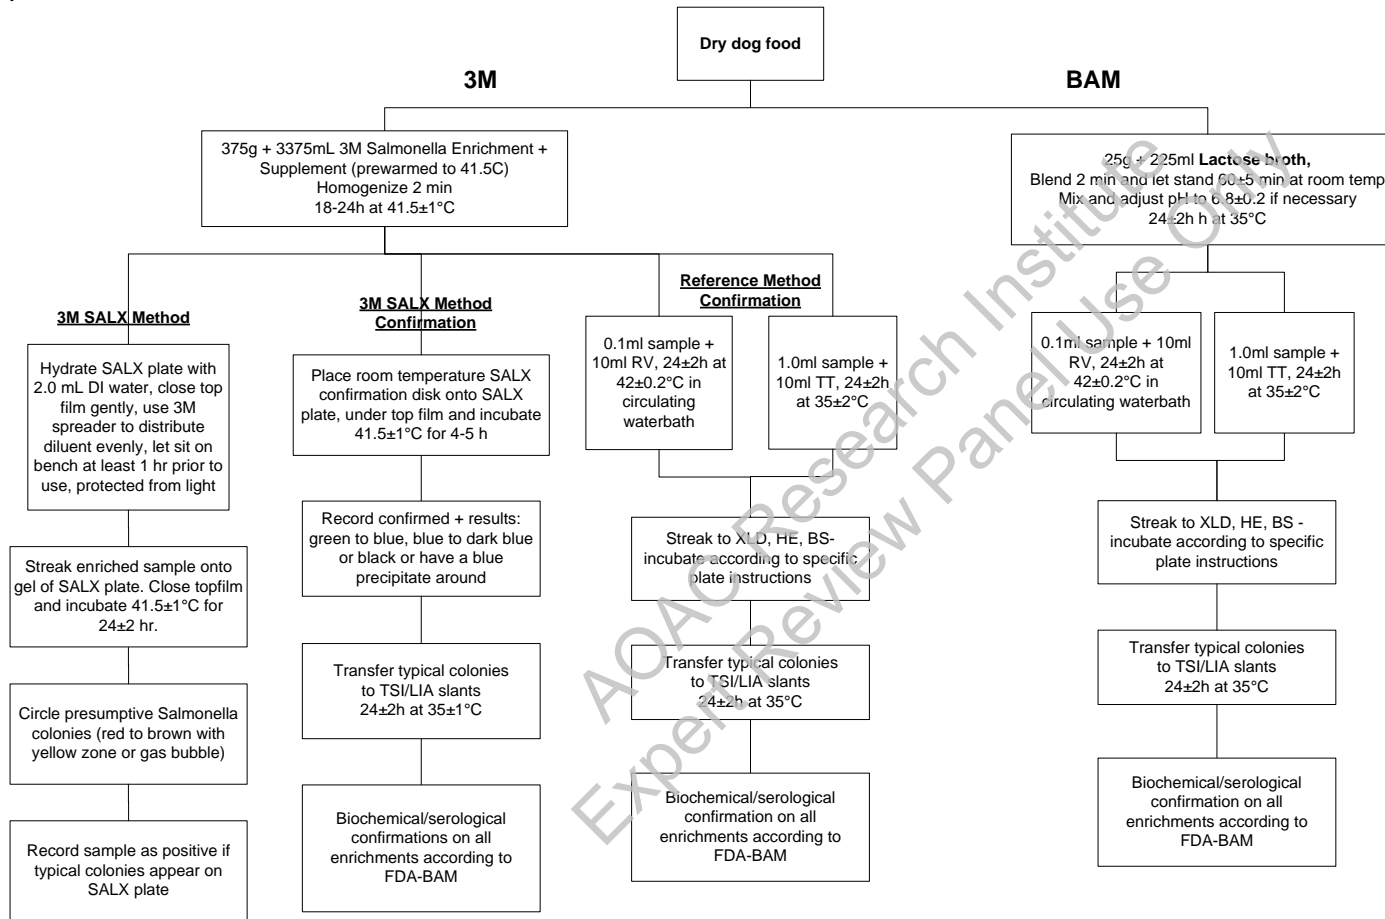 Dry dog food
3M
BAM
375g + 3375mL 3M Salmonella Enrichment +
Supplement (prewarmed to 41.5C)
Homogenize 2 min
18-24h at 41.5±1°C
25g + 225ml Lactose broth,
Blend 2 min and let stand 60±5 min at room temp
Mix and adjust pH to 6.8±0.2 if necessary
24±2h h at 35°C
3M SALX Method
Hydrate SALX plate with
2.0 mL DI water, close top
film gently, use 3M
spreader to distribute
diluent evenly, let sit on
bench at least 1 hr prior to
use, protected from light
Streak enriched sample onto
gel of SALX plate. Close topfilm
and incubate 41.5±1°C for
24±2 hr.
Circle presumptive Salmonella
colonies (red to brown with
yellow zone or gas bubble)
Record sample as positive if
typical colonies appear on
SALX plate
3M SALX Method
Confirmation
Place room temperature SALX
confirmation disk onto SALX
plate, under top film and incubate
41.5±1°C for 4-5 h
Record confirmed + results:
green to blue, blue to dark blue
or black or have a blue
precipitate around
Transfer typical colonies
to TSI/LIA slants
24±2h at 35±1°C
Biochemical/serological
confirmations on all
enrichments according to
FDA-BAM
Reference Method
Confirmation
0.1ml sample +
10ml RV, 24±2h at
42±0.2°C in
circulating
waterbath
1.0ml sample +
10ml TT, 24±2h
at 35±2°C
Streak to XLD, HE, BS-
incubate according to specific
plate instructions
Transfer typical colonies
to TSI/LIA slants
24±2h at 35°C
Biochemical/serological
confirmation on all
enrichments according to
FDA-BAM
0.1ml sample + 10ml
RV, 24±2h at
42±0.2°C in circulating
waterbath
1.0ml sample +
10ml TT, 24±2h
at 35±2°C
Streak to XLD, HE, BS -
incubate according to specific
plate instructions
Transfer typical colonies
to TSI/LIA slants
24±2h at 35°C
Biochemical/serological
confirmation on all
enrichments according to
FDA-BAM
AOAC Research Institute
Expert Review Panel Use Only